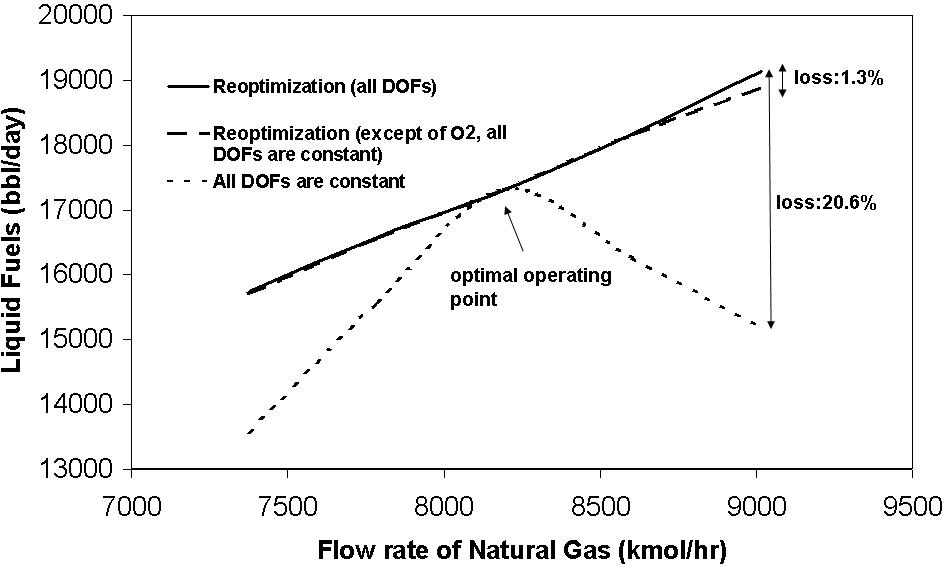 20000
19000
18000
17000
16000
15000
14000
13000
Liquid Fuels (bbl/day)
Reoptimization (all DOFs)
Reoptimization (except of O2, all
DOFs are constant)
All DOFs are constant
loss:1.3%
loss:20.6%
optimal operating
point
7000 7500 8000 8500 9000 9500
Flow rate of Natural Gas (kmol/hr)